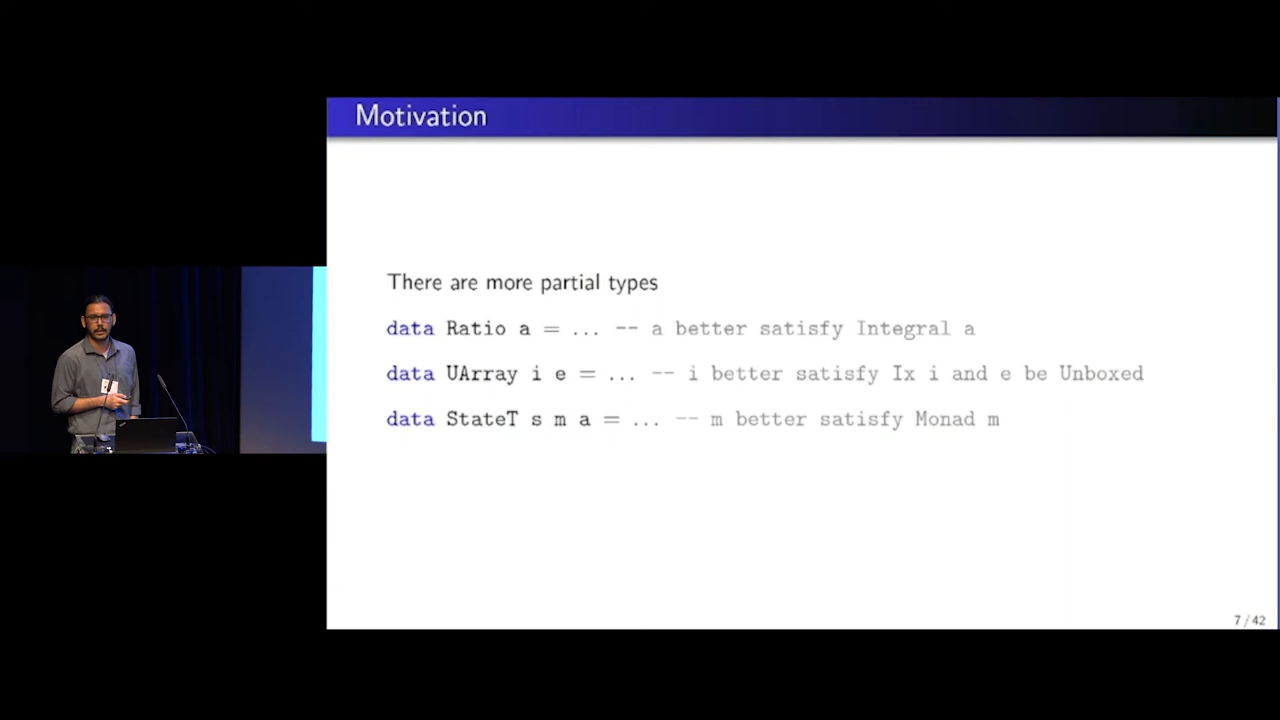 Motivation
There are more partial types
data Ratio a = ... -- a better satisfy Integral a
data UArray i e = ... -- i better satisfy Ix i and e be Unboxed
data StateT s m a = ... -- m better satisfy Monad m
7 / 42